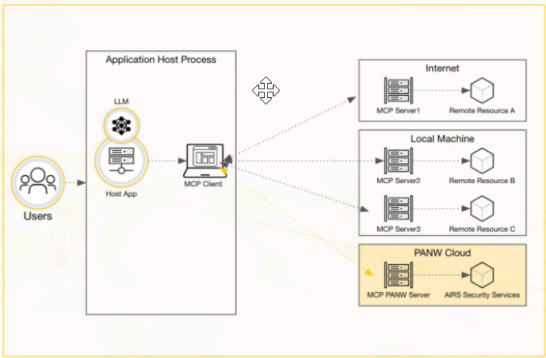 Application Host Process
LLM
Host App
MCP Client
Users
Internet
MCP Server1
Remote Resource A
Local Machine
MCP Server2
Remote Resource B
MCP Server3
Remote Resource C
PANW Cloud
MCP PANW Server
AIRS Security Services